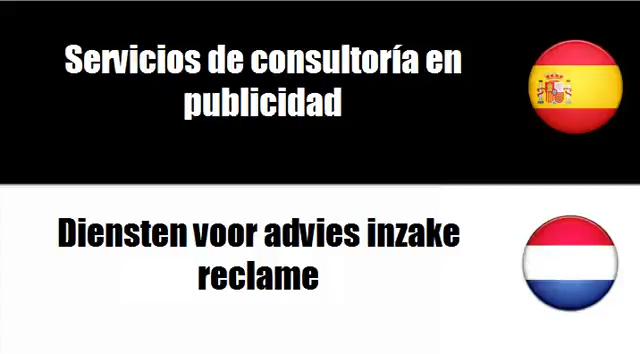 Servicios de consultoría en
publicidad
Diensten voor advies inzake
reclame